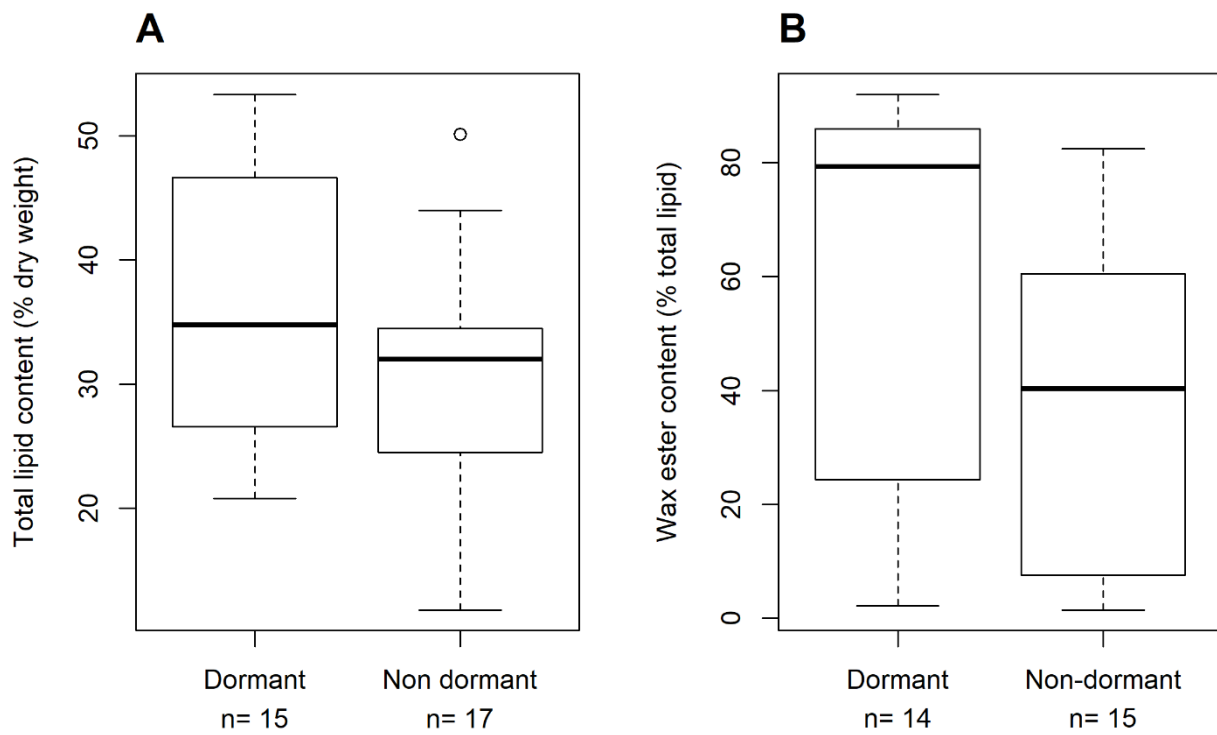 A
Total lipid content (% dry weight)
50
40
30
20
Dormant
n= 15
Non dormant
n= 17
B
Wax ester content (% total lipid)
80
60
40
20
0
Dormant
n= 14
Non-dormant
n= 15